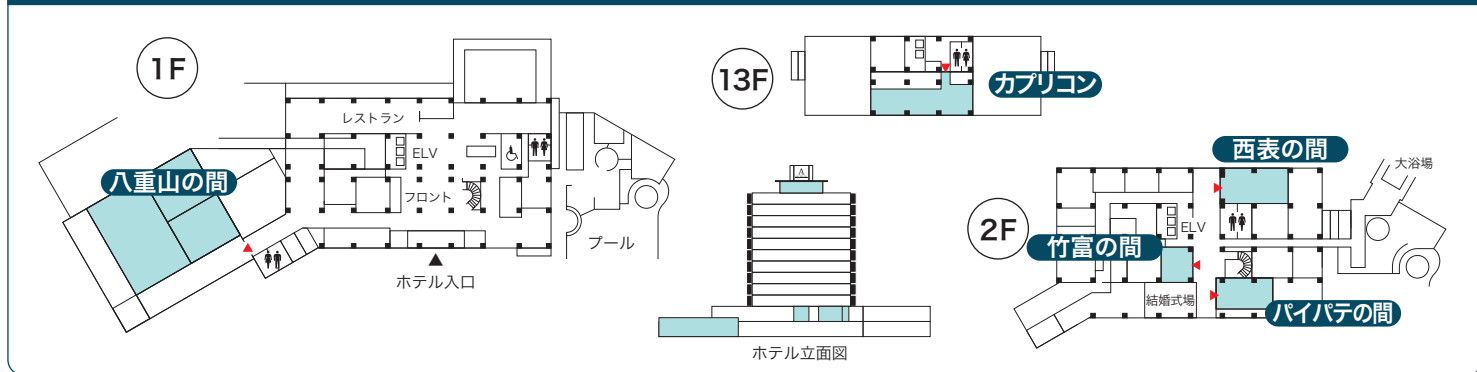 1F
レストラン
ELV
八重山の間
フロント
プール
ホテル入口
13F
カプリコン
A
ホテル立面図
西表の間
大浴場
2F
ELV
竹富の間
結婚式場
パイパテの間